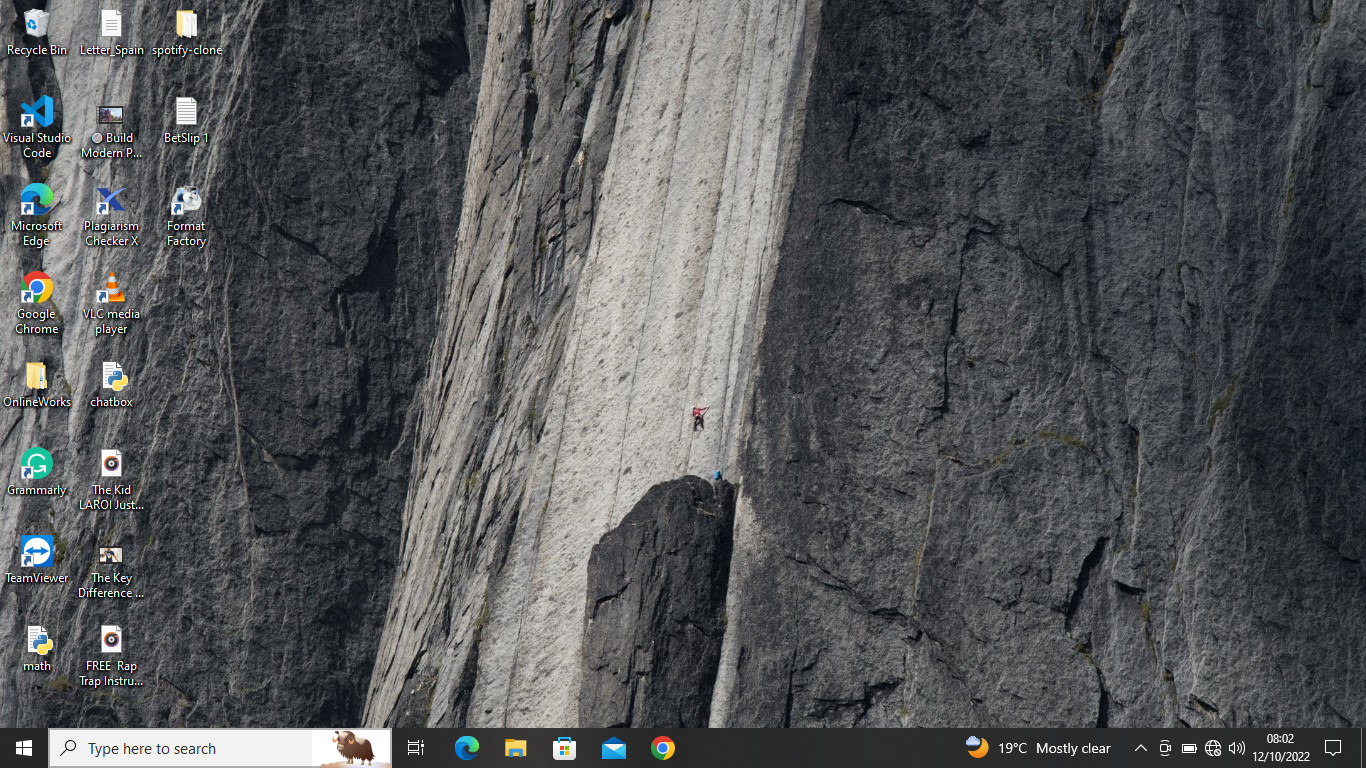 Recycle Bin
Letter_Spain
spotify-clone
Visual Studio
Code
Build
Modern P...
BetSlip 1
Microsoft
Edge
Plagiarism
Checker X
Format
Factory
Google
Chrome
VLC media
player
OnlineWorks
chatbox
Grammarly
The Kid
LAROI Just...
TeamViewer
The Key
Difference ...
math
FREE Rap
Trap Instru...
Type here to search
19°C Mostly clear
08:02
12/10/2022